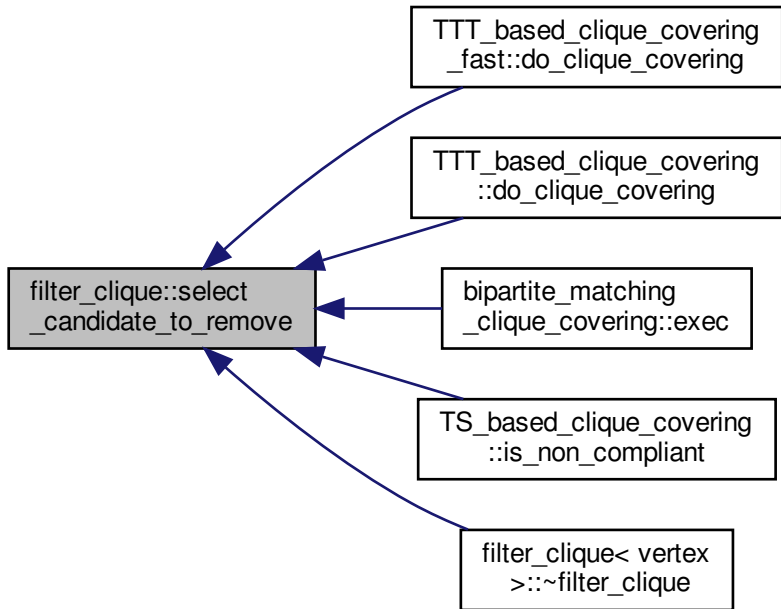 TTT_based_clique_covering
_fast::do_clique_covering
TTT_based_clique_covering
::do_clique_covering
filter_clique::select
_candidate_to_remove
bipartite_matching
_clique_covering::exec
TS_based_clique_covering
::is_non_compliant
filter_clique< vertex
>::~filter_clique